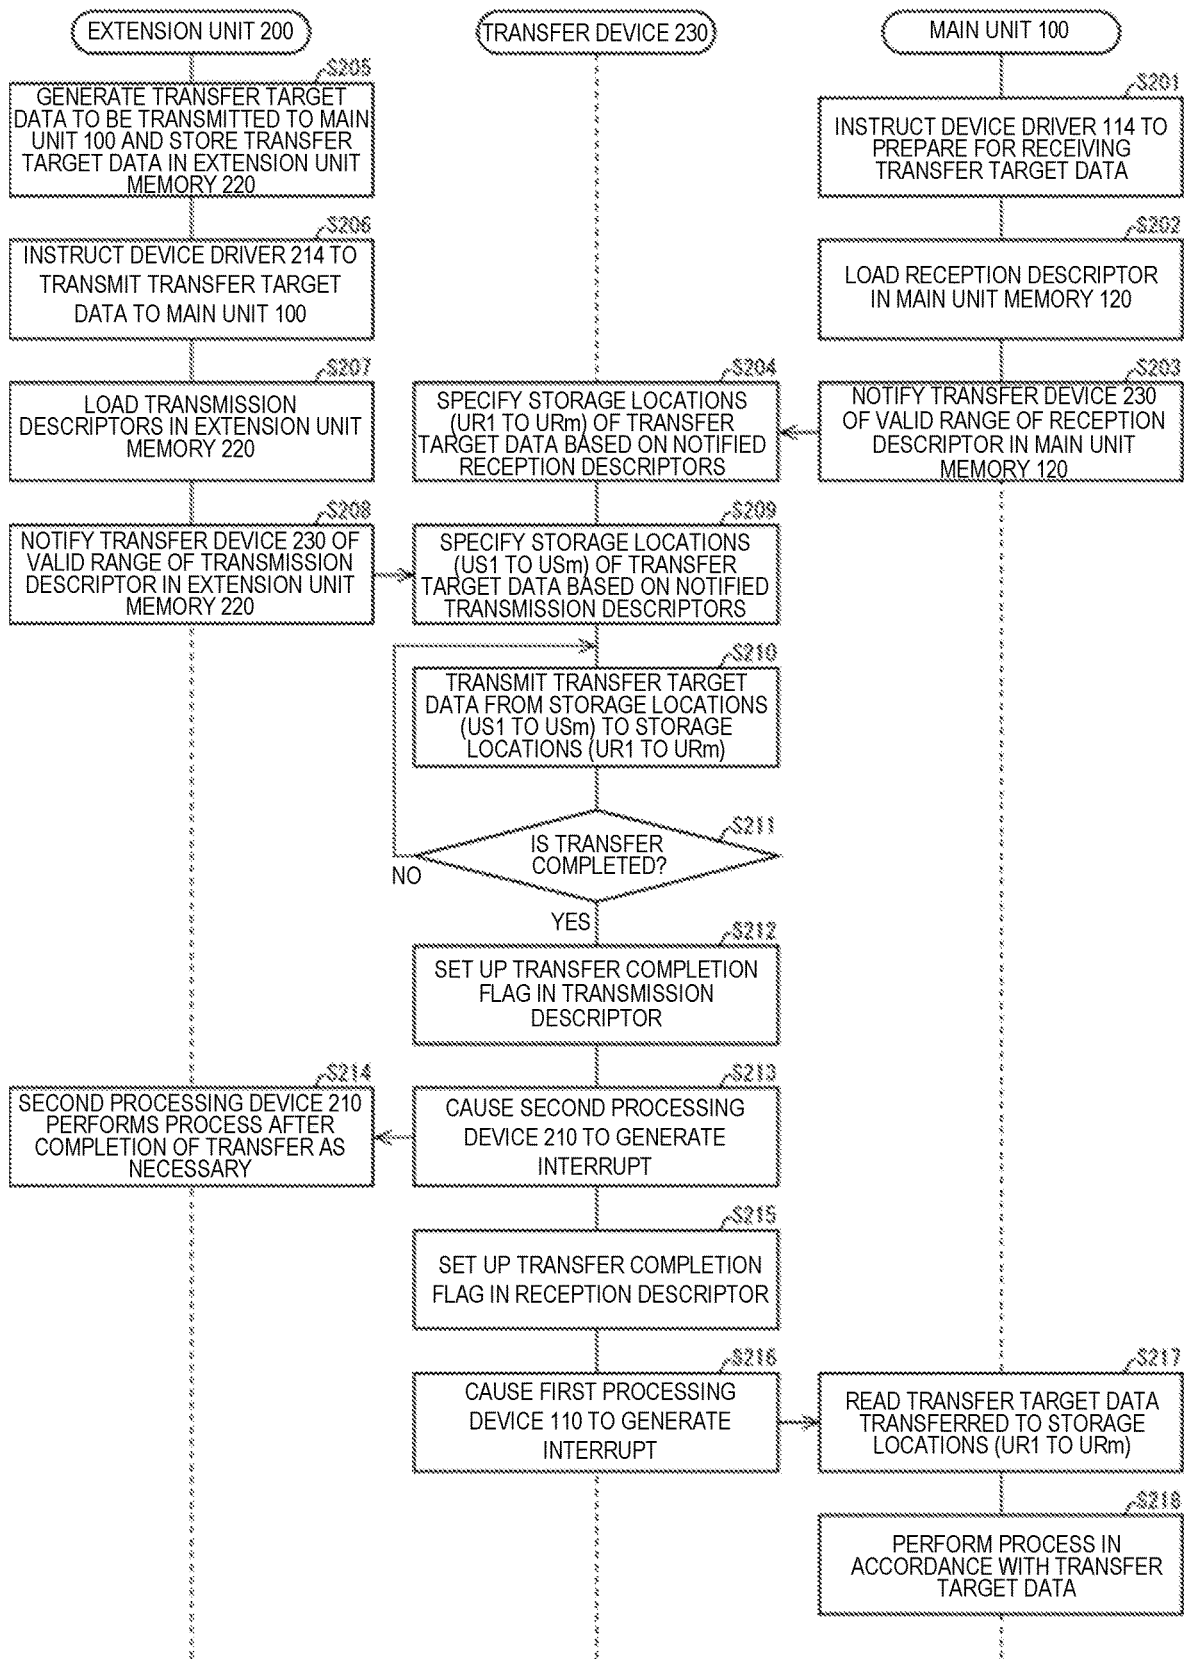 EXTENSION UNIT 200
TRANSFER DEVICE 230
MAIN UNIT 100
S205
GENERATE TRANSFER TARGET
DATA TO BE TRANSMITTED TO MAIN
UNIT 100 AND STORE TRANSFER
TARGET DATA IN EXTENSION UNIT
MEMORY 220
S201
INSTRUCT DEVICE DRIVER 114 TO
PREPARE FOR RECEIVING
TRANSFER TARGET DATA
S206
INSTRUCT DEVICE DRIVER 214 TO
TRANSMIT TRANSFER TARGET
DATA TO MAIN UNIT 100
S202
LOAD RECEPTION DESCRIPTOR
IN MAIN UNIT MEMORY 120
S207
LOAD TRANSMISSION
DESCRIPTORS IN EXTENSION UNIT
MEMORY 220
S204
SPECIFY STORAGE LOCATIONS
(UR1 TO URm) OF TRANSFER
TARGET DATA BASED ON NOTIFIED
RECEPTION DESCRIPTORS
S203
NOTIFY TRANSFER DEVICE 230
OF VALID RANGE OF RECEPTION
DESCRIPTOR IN MAIN UNIT
MEMORY 120
S208
NOTIFY TRANSFER DEVICE 230 OF
VALID RANGE OF TRANSMISSION
DESCRIPTOR IN EXTENSION UNIT
MEMORY 220
S209
SPECIFY STORAGE LOCATIONS
(US1 TO USm) OF TRANSFER
TARGET DATA BASED ON NOTIFIED
TRANSMISSION DESCRIPTORS
S210
TRANSMIT TRANSFER TARGET
DATA FROM STORAGE LOCATIONS
(US1 TO USm) TO STORAGE
LOCATIONS (UR1 TO URm)
S211
IS TRANSFER
COMPLETED?
NO
YES
S212
SET UP TRANSFER COMPLETION
FLAG IN TRANSMISSION
DESCRIPTOR
S214
SECOND PROCESSING DEVICE 210
PERFORMS PROCESS AFTER
COMPLETION OF TRANSFER AS
NECESSARY
S213
CAUSE SECOND PROCESSING
DEVICE 210 TO GENERATE
INTERRUPT
S215
SET UP TRANSFER COMPLETION
FLAG IN RECEPTION DESCRIPTOR
S216
CAUSE FIRST PROCESSING
DEVICE 110 TO GENERATE
INTERRUPT
S217
READ TRANSFER TARGET DATA
TRANSFERRED TO STORAGE
LOCATIONS (UR1 TO URm)
S218
PERFORM PROCESS IN
ACCORDANCE WITH TRANSFER
TARGET DATA